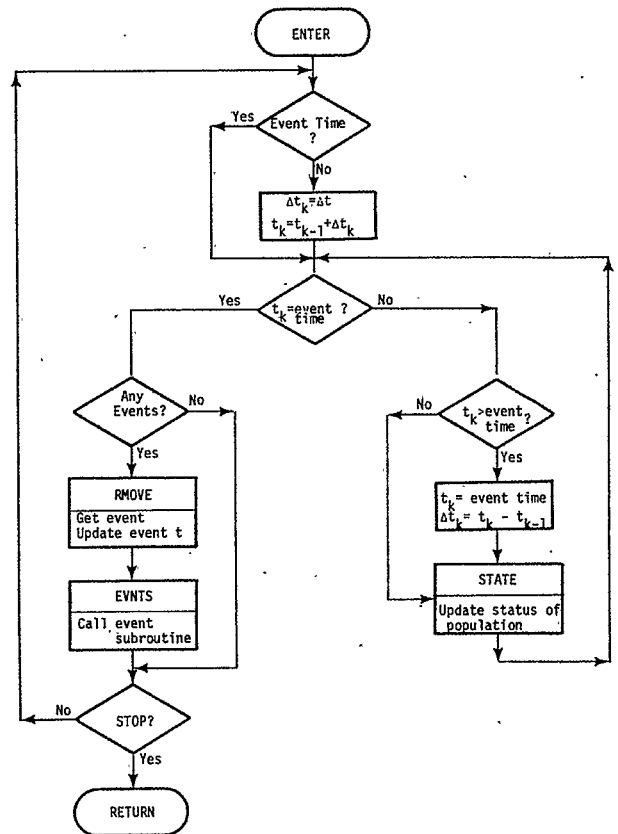 ENTER
Yes
Event Time
?
No
Δt_k=Δt
t_k=t_{k-1}+Δt_k
Yes
t_k=event ?
time
No
Any
Events?
No
Yes
No
t_k>event ?
time
Yes
RMOVE
Get event
Update event t
t_k= event time
Δt_k= t_k - t_{k-1}
EVNTS
Call event
subroutine
STATE
Update status of
population
No
STOP?
Yes
RETURN